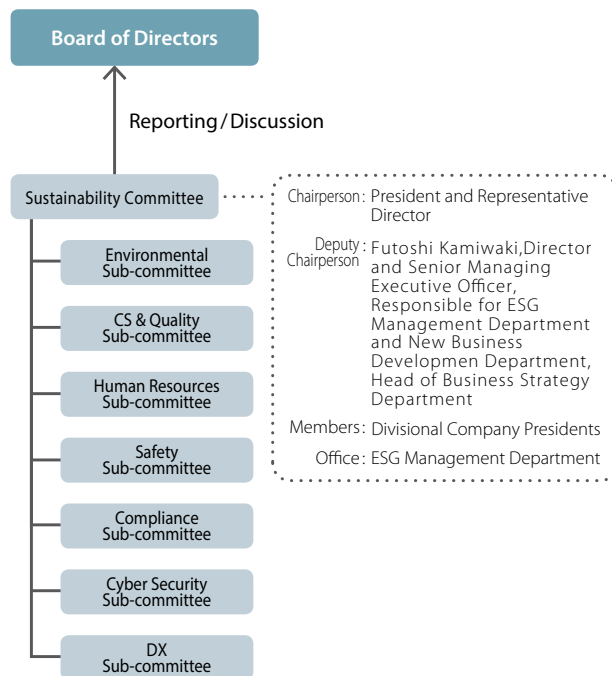 Board of Directors
Reporting/Discussion
Sustainability Committee
Chairperson: President and Representative
Director
Deputy
Chairperson: Futoshi Kamiwaki,Director
and Senior Managing
Executive Officer,
Responsible for ESG
Management Department
and New Business
Developmen Department,
Head of Business Strategy
Department
Members: Divisional Company Presidents
Office: ESG Management Department
Environmental
Sub-committee
CS & Quality
Sub-committee
Human Resources
Sub-committee
Safety
Sub-committee
Compliance
Sub-committee
Cyber Security
Sub-committee
DX
Sub-committee